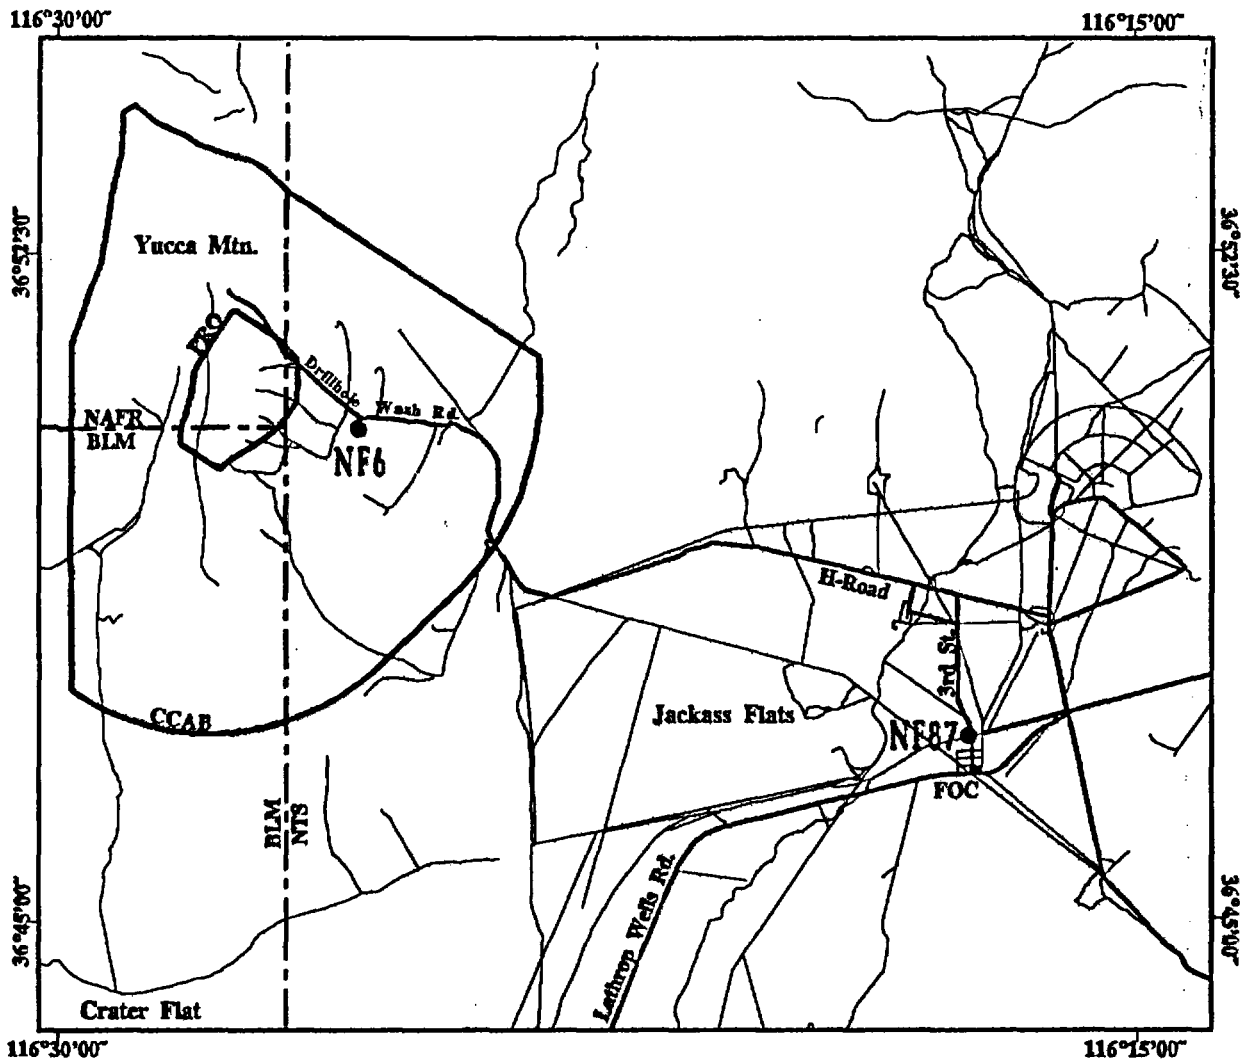 116°30'00"
116°15'00"
36°52'30"
36°52'30"
Yucca Mtn.
PRO
Drillhole
Wash Rd.
NAFR
BLM
NF6
H-Road
3rd St.
CCAB
Jackass Flats
NF87
FOC
BLM
NTS
Lathrop Wells Rd.
36°45'00"
36°45'00"
Crater Flat
116°30'00"
116°15'00"